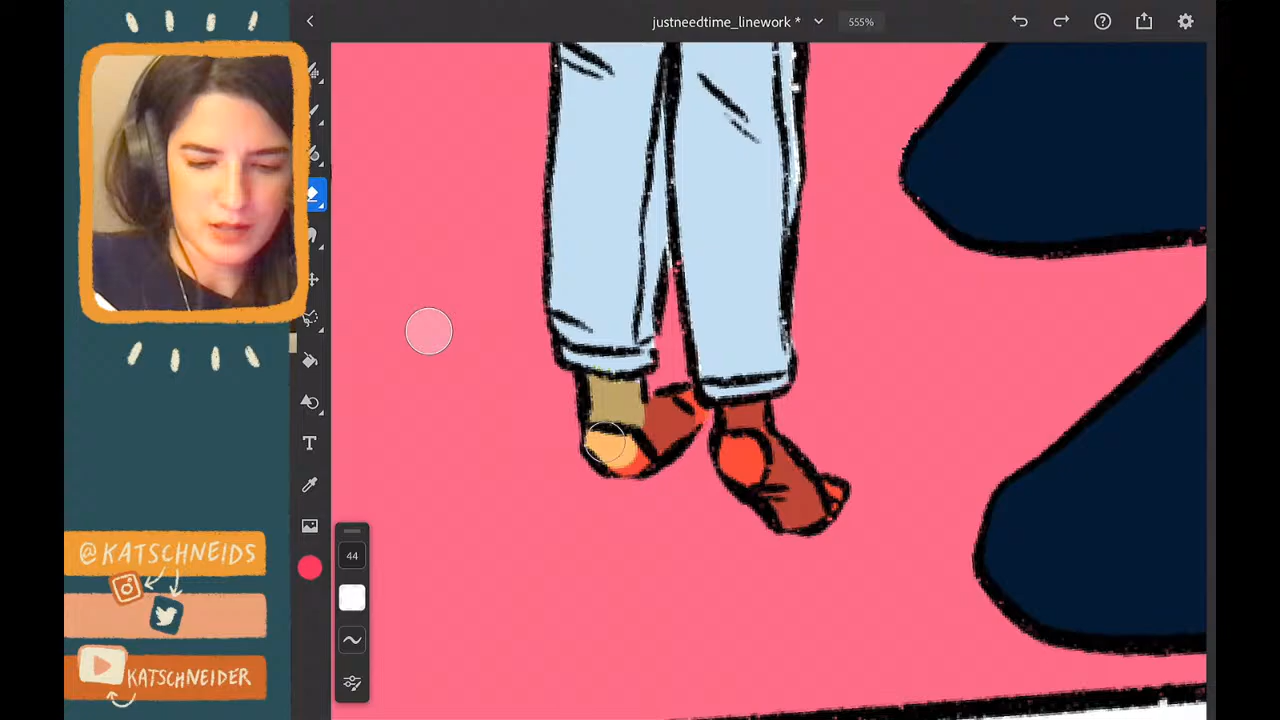 justneedtime_linework *
555%
T
44
@KATSCHNEIDS
KATSCHNEIDER